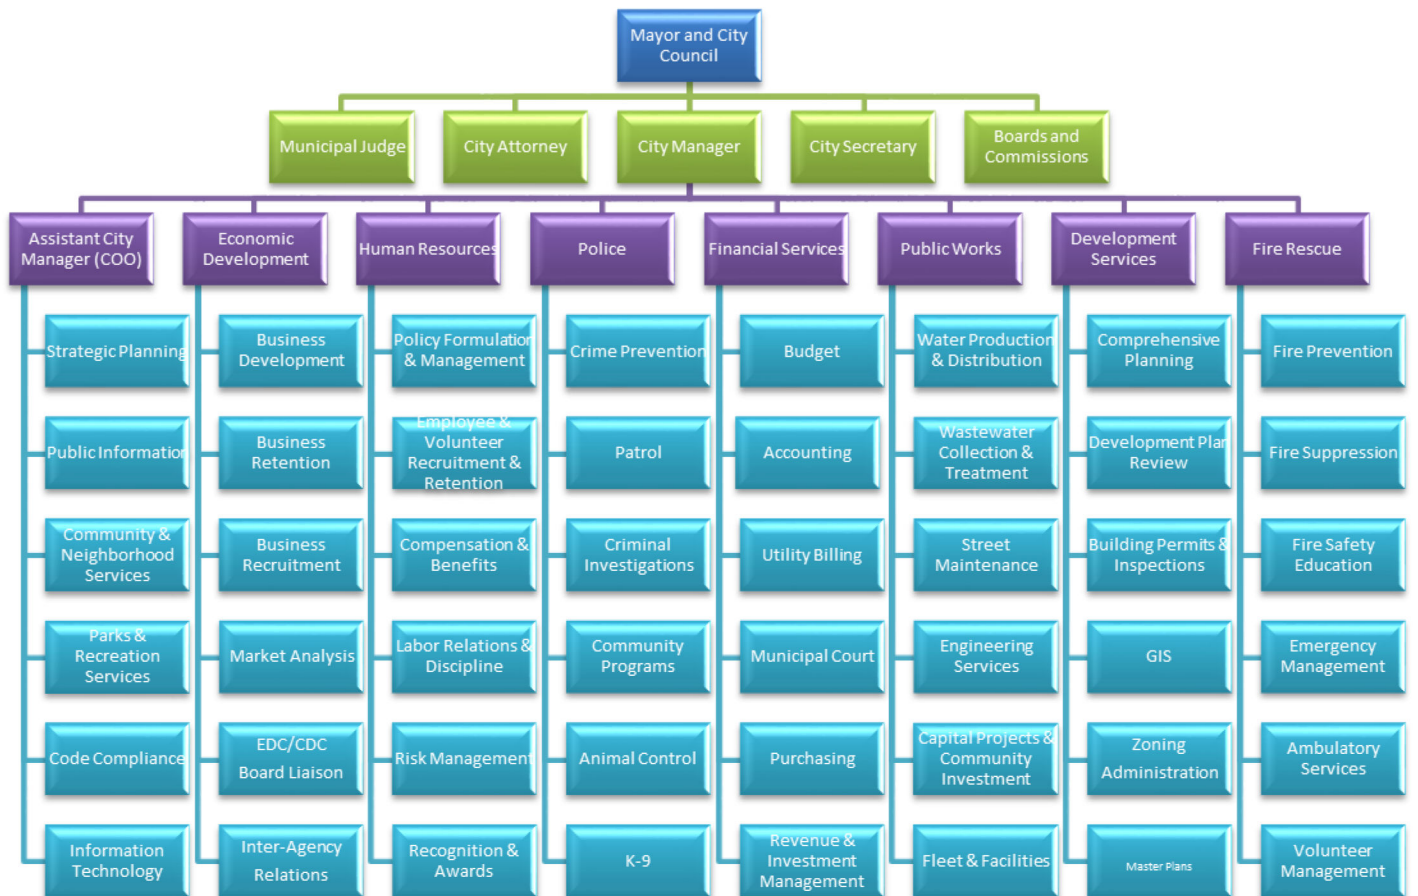 Mayor and City
Council
Municipal Judge
City Attorney
City Manager
City Secretary
Boards and
Commissions
Assistant City
Manager (COO)
Economic
Development
Human Resources
Police
Financial Services
Public Works
Development
Services
Fire Rescue
Strategic Planning
Business
Development
Policy Formulation
& Management
Crime Prevention
Budget
Water Production
& Distribution
Comprehensive
Planning
Fire Prevention
Public Information
Business
Retention
Employee &
Volunteer
Recruitment &
Retention
Patrol
Accounting
Wastewater
Collection &
Treatment
Development Plan
Review
Fire Suppression
Community &
Neighborhood
Services
Business
Recruitment
Compensation &
Benefits
Criminal
Investigations
Utility Billing
Street
Maintenance
Building Permits &
Inspections
Fire Safety
Education
Parks &
Recreation
Services
Market Analysis
Labor Relations &
Discipline
Community
Programs
Municipal Court
Engineering
Services
GIS
Emergency
Management
Code Compliance
EDC/CDC
Board Liaison
Risk Management
Animal Control
Purchasing
Capital Projects &
Community
Investment
Zoning
Administration
Ambulatory
Services
Information
Technology
Inter-Agency
Relations
Recognition &
Awards
K-9
Revenue &
Investment
Management
Fleet & Facilities
Master Plans
Volunteer
Management